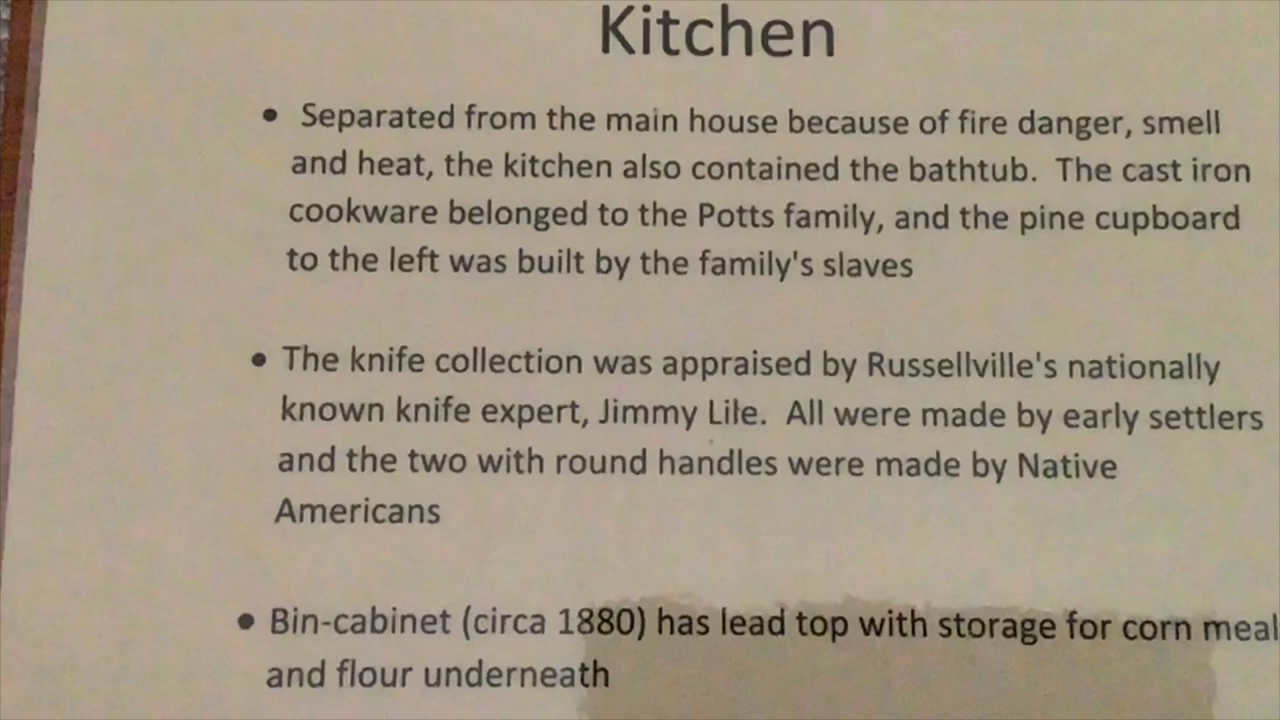 Kitchen
• Separated from the main house because of fire danger, smell
and heat, the kitchen also contained the bathtub. The cast iron
cookware belonged to the Potts family, and the pine cupboard
to the left was built by the family's slaves
• The knife collection was appraised by Russellville's nationally
known knife expert, Jimmy Lile. All were made by early settlers
and the two with round handles were made by Native
Americans
• Bin-cabinet (circa 1880) has lead top with storage for corn meal
and flour underneath